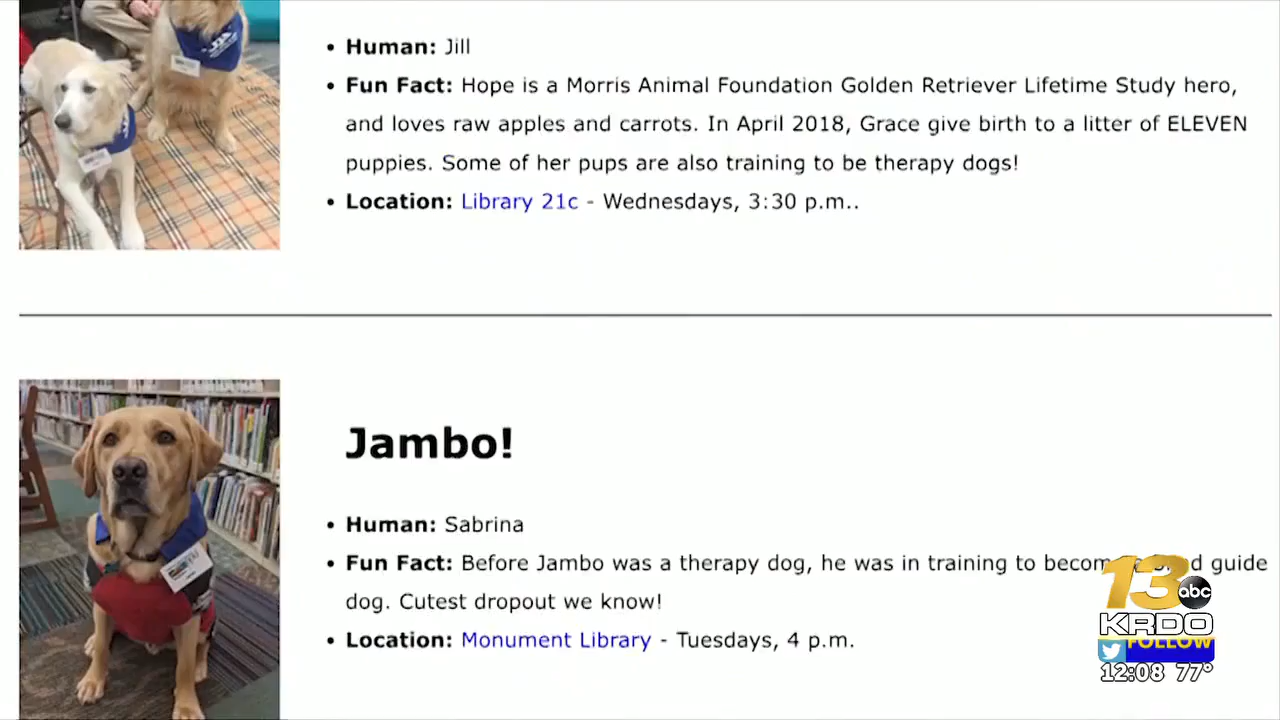 Human: Jill
Fun Fact: Hope is a Morris Animal Foundation Golden Retriever Lifetime Study hero,
and loves raw apples and carrots. In April 2018, Grace give birth to a litter of ELEVEN
puppies. Some of her pups are also training to be therapy dogs!
Location: Library 21c - Wednesdays, 3:30 p.m..
Jambo!
Human: Sabrina
Fun Fact: Before Jambo was a therapy dog, he was in training to guide
dog. Cutest dropout we know!
Location: Monument Library - Tuesdays, 4 p.m.
13 abc
KRDO
FOLLOW
12:08 77°